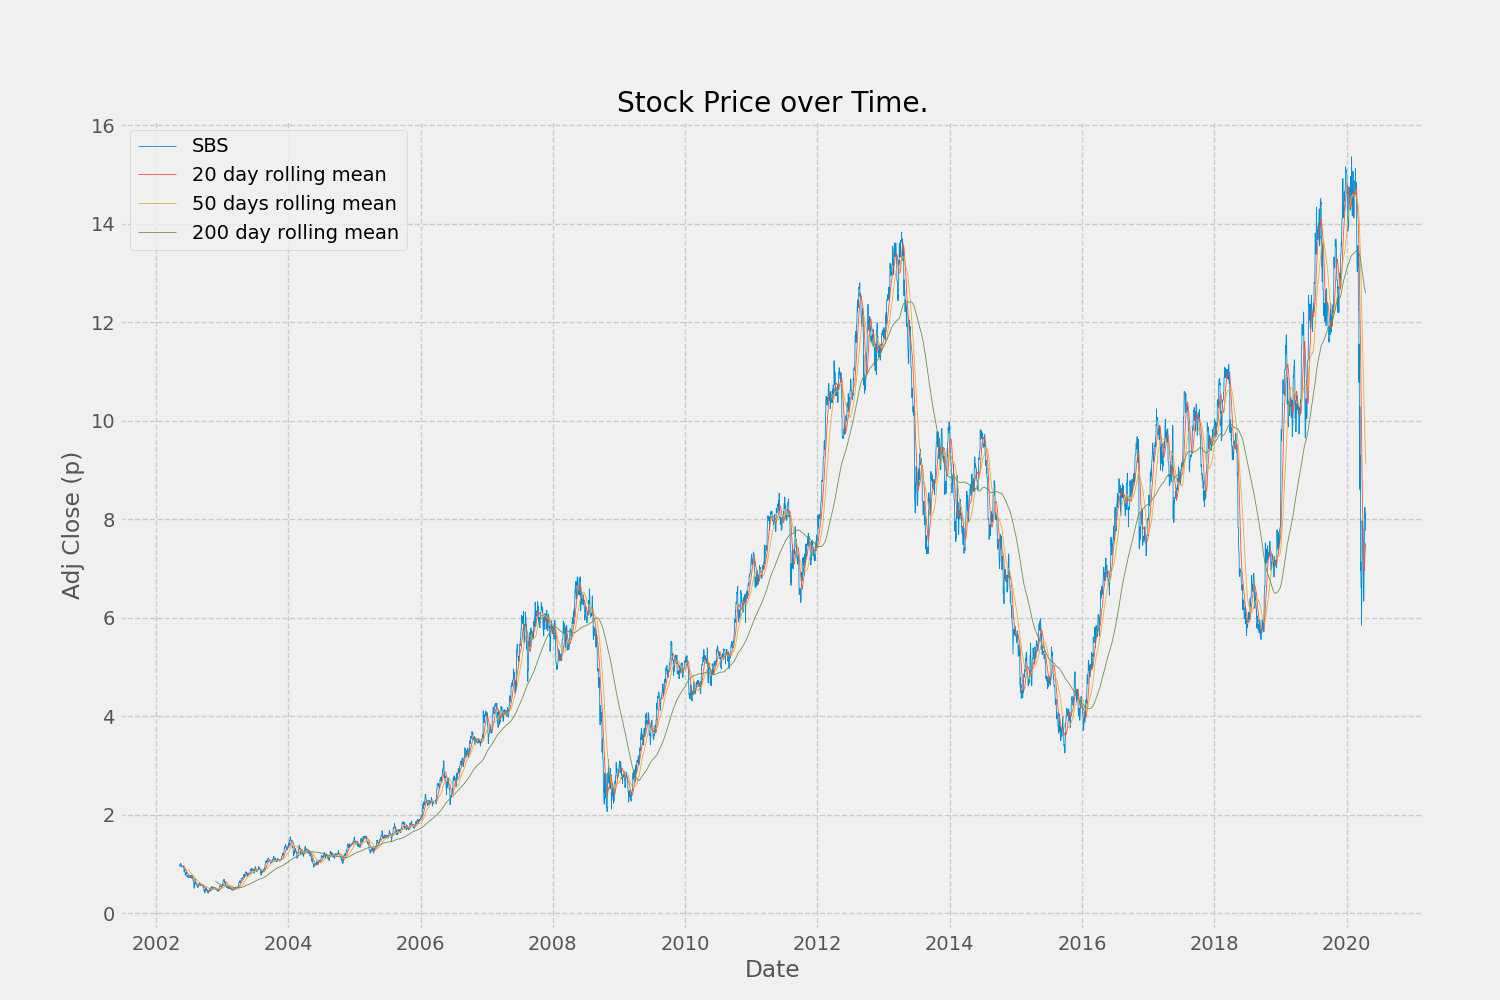 Stock Price over Time.
16
14
12
10
8
6
4
2
0
Adj Close (p)
SBS
20 day rolling mean
50 days rolling mean
200 day rolling mean
2002 2004 2006 2008 2010 2012 2014 2016 2018 2020
Date